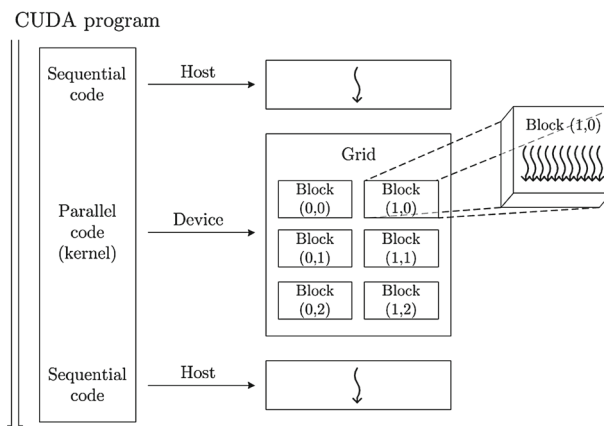 CUDA program
Sequential
code
Host
Parallel
code
(kernel)
Device
Grid
Block
(0,0)
Block
(1,0)
Block
(0,1)
Block
(1,1)
Block
(0,2)
Block
(1,2)
Block (1,0)
Sequential
code
Host